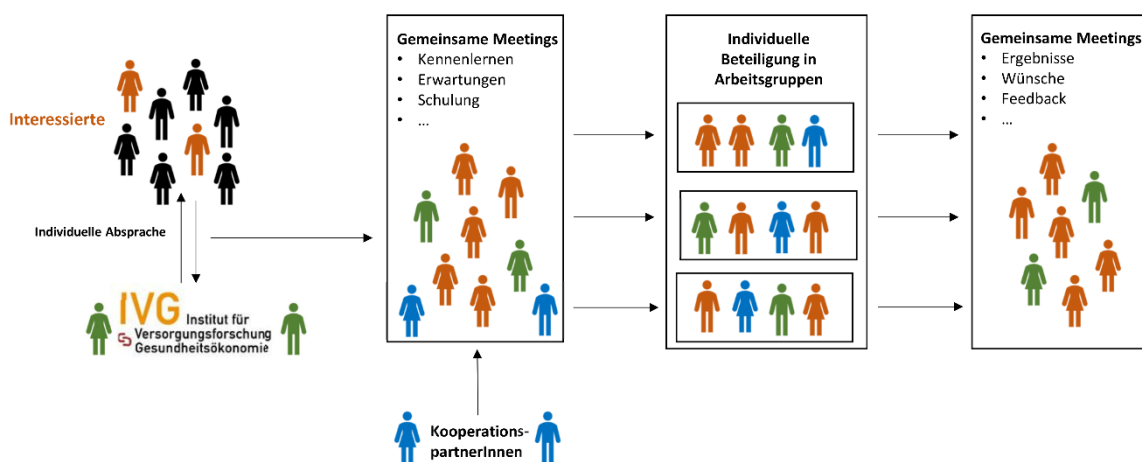 Interessierte
Individuelle Absprache
IVG Institut für
Versorgungsforschung
Gesundheitsökonomie
Gemeinsame Meetings
• Kennenlernen
• Erwartungen
• Schulung
• ...
Kooperations-
partnerInnen
Individuelle
Beteiligung in
Arbeitsgruppen
Gemeinsame Meetings
• Ergebnisse
• Wünsche
• Feedback
• ...